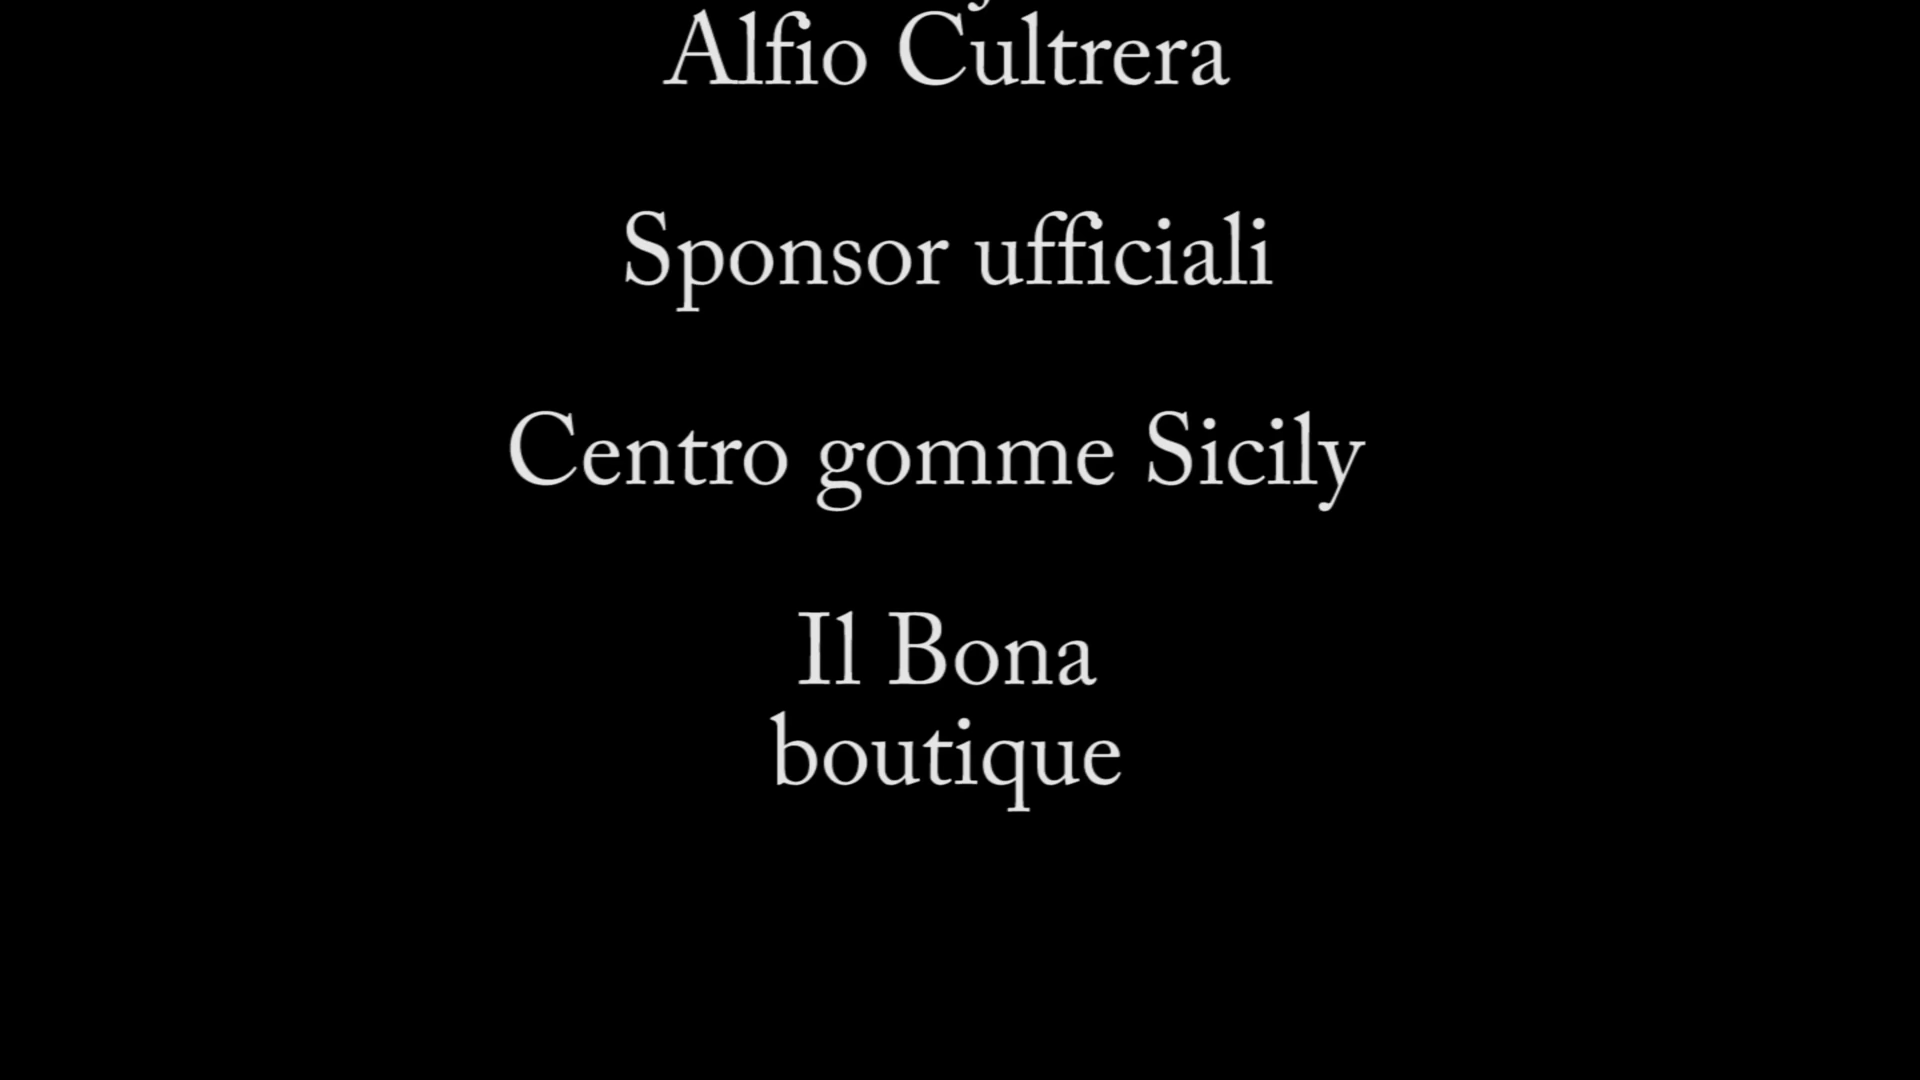 Alfio Cultrera
Sponsor ufficiali
Centro gomme Sicily
Il Bona
boutique